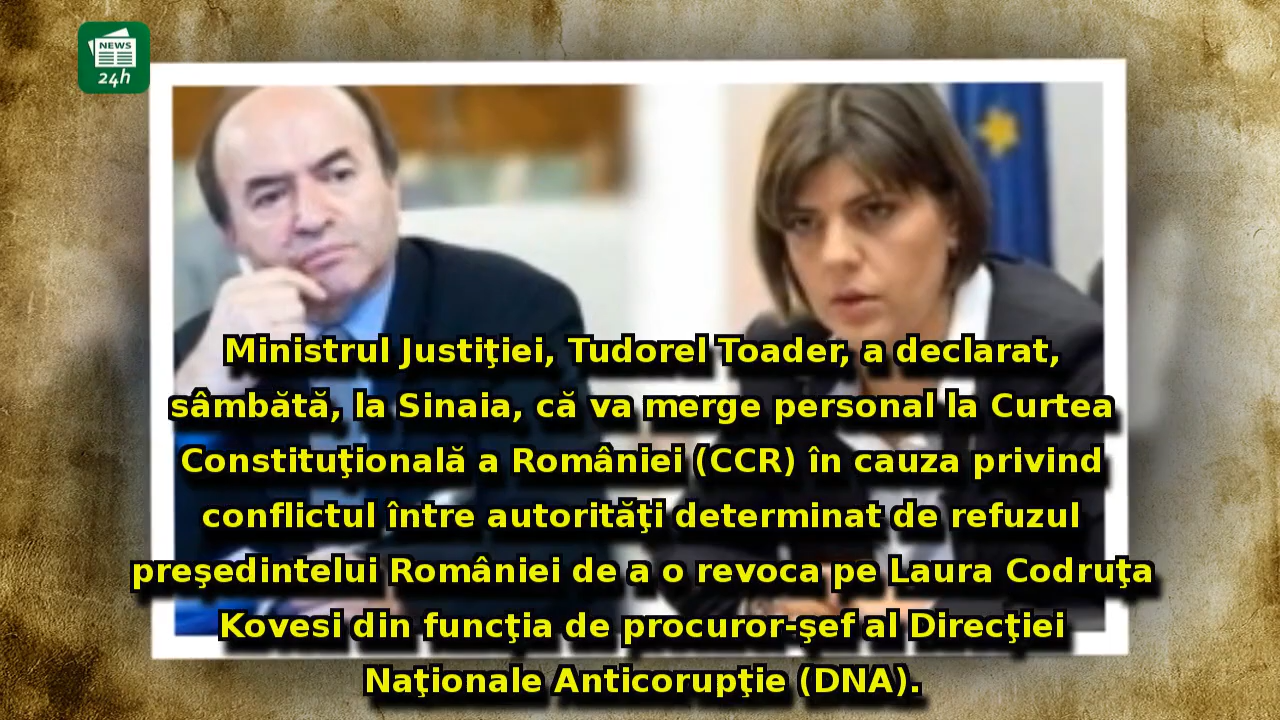 NEWS
24h
Ministrul Justiţiei, Tudorel Toader, a declarat,
sâmbătă, la Sinaia, că va merge personal la Curtea
Constituţională a României (CCR) în cauza privind
conflictul între autorităţi determinat de refuzul
preşedintelui României de a o revoca pe Laura Codruţa
Kovesi din funcţia de procuror-şef al Direcţiei
Naţionale Anticorupţie (DNA).